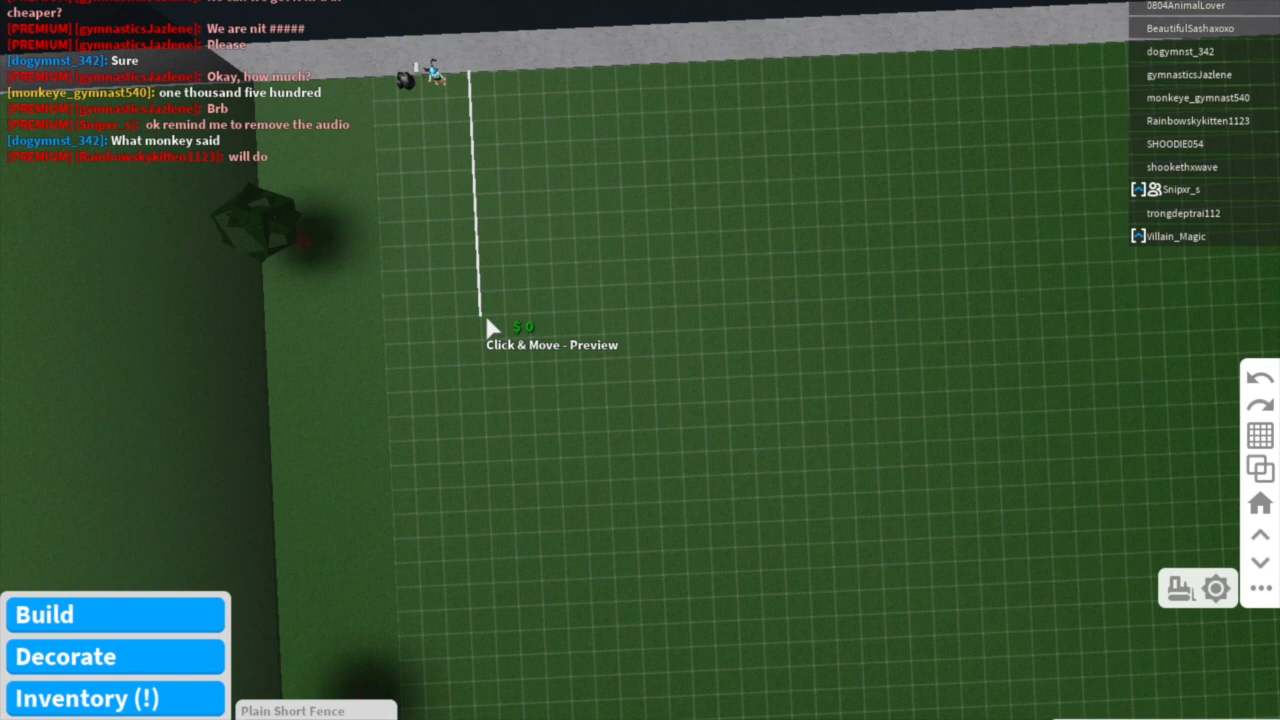 cheaper?
[PREMIUM] [gymnasticsJazlene]: We are nit #####
[PREMIUM] [gymnasticsJazlene]: Please
[dogymnst_342]: Sure
[PREMIUM] [gymnasticsJazlene]: Okay, how much?
[monkeye_gymnast540]: one thousand five hundred
[PREMIUM] [gymnasticsJazlene]: Brb
[PREMIUM] [Snipxr_s]: ok remind me to remove the audio
[dogymnst_342]: What monkey said
[PREMIUM] [Rainbowskykitten1123]: will do
0804AnimalLover
BeautifulSashaxoxo
dogymnst_342
gymnasticsJazlene
monkeye_gymnast540
Rainbowskykitten1123
SHOODIE054
shookethxwave
Snipxr_s
trongdeptrai112
Villain_Magic
$ 0
Click & Move - Preview
Build
Decorate
Inventory (!)
Plain Short Fence